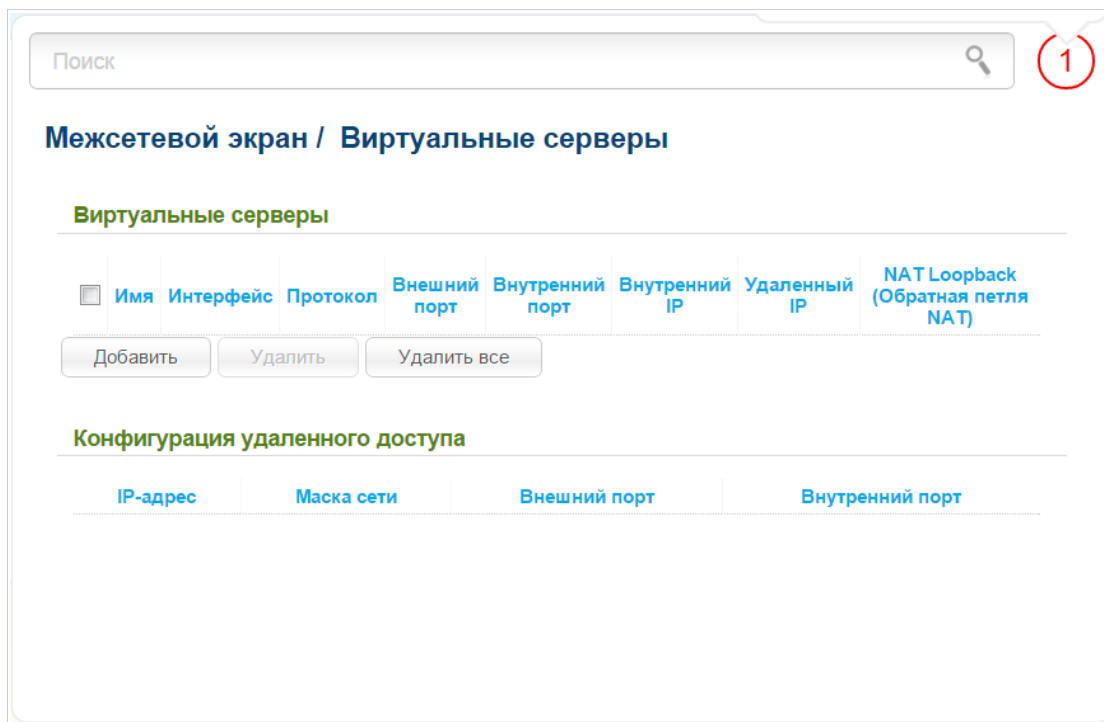 Поиск
1
Межсетевой экран / Виртуальные серверы
Виртуальные серверы
Имя Интерфейс Протокол Внешний порт Внутренний порт Внутренний IP Удаленный IP NAT Loopback (Обратная петля NAT)
Добавить Удалить Удалить все
Конфигурация удаленного доступа
IP-адрес Маска сети Внешний порт Внутренний порт